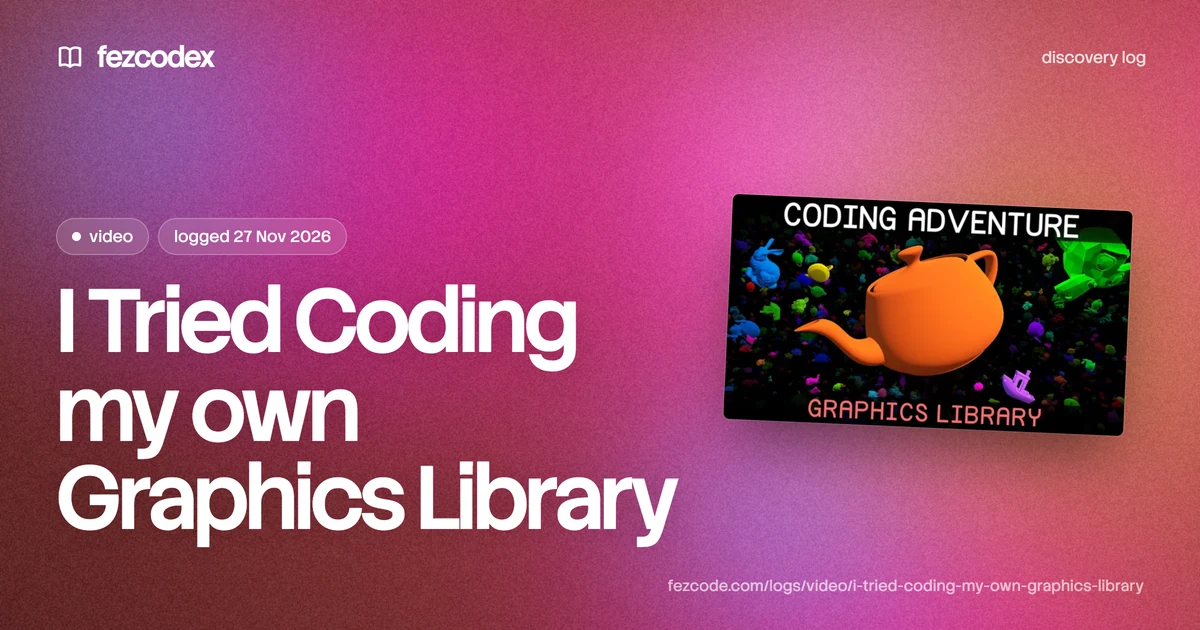 fezcodex
discovery log
video
logged 27 Nov 2026
I Tried Coding
my own
Graphics Library
CODING ADVENTURE
GRAPHICS LIBRARY
fezcode.com/logs/video/i-tried-coding-my-own-graphics-library